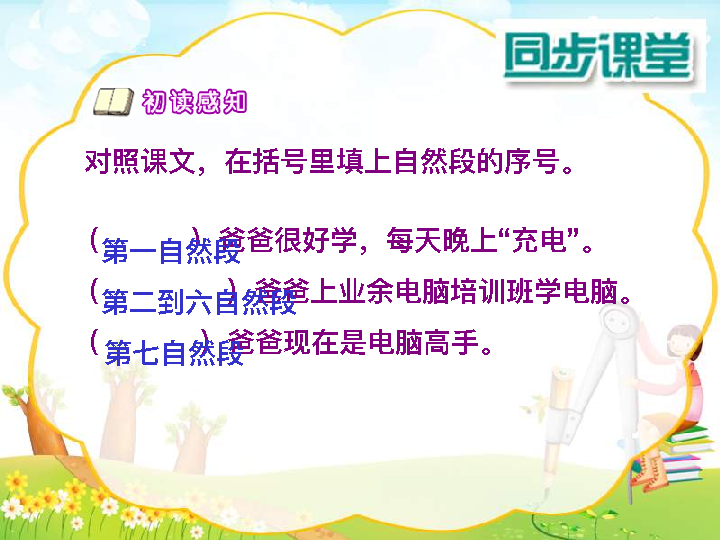 同步课堂
初读感知
对照课文，在括号里填上自然段的序号。
（第一自然段）爸爸很好学，每天晚上“充电”。
（第二到六自然段）爸爸上业余电脑培训班学电脑。
（第七自然段）爸爸现在是电脑高手。